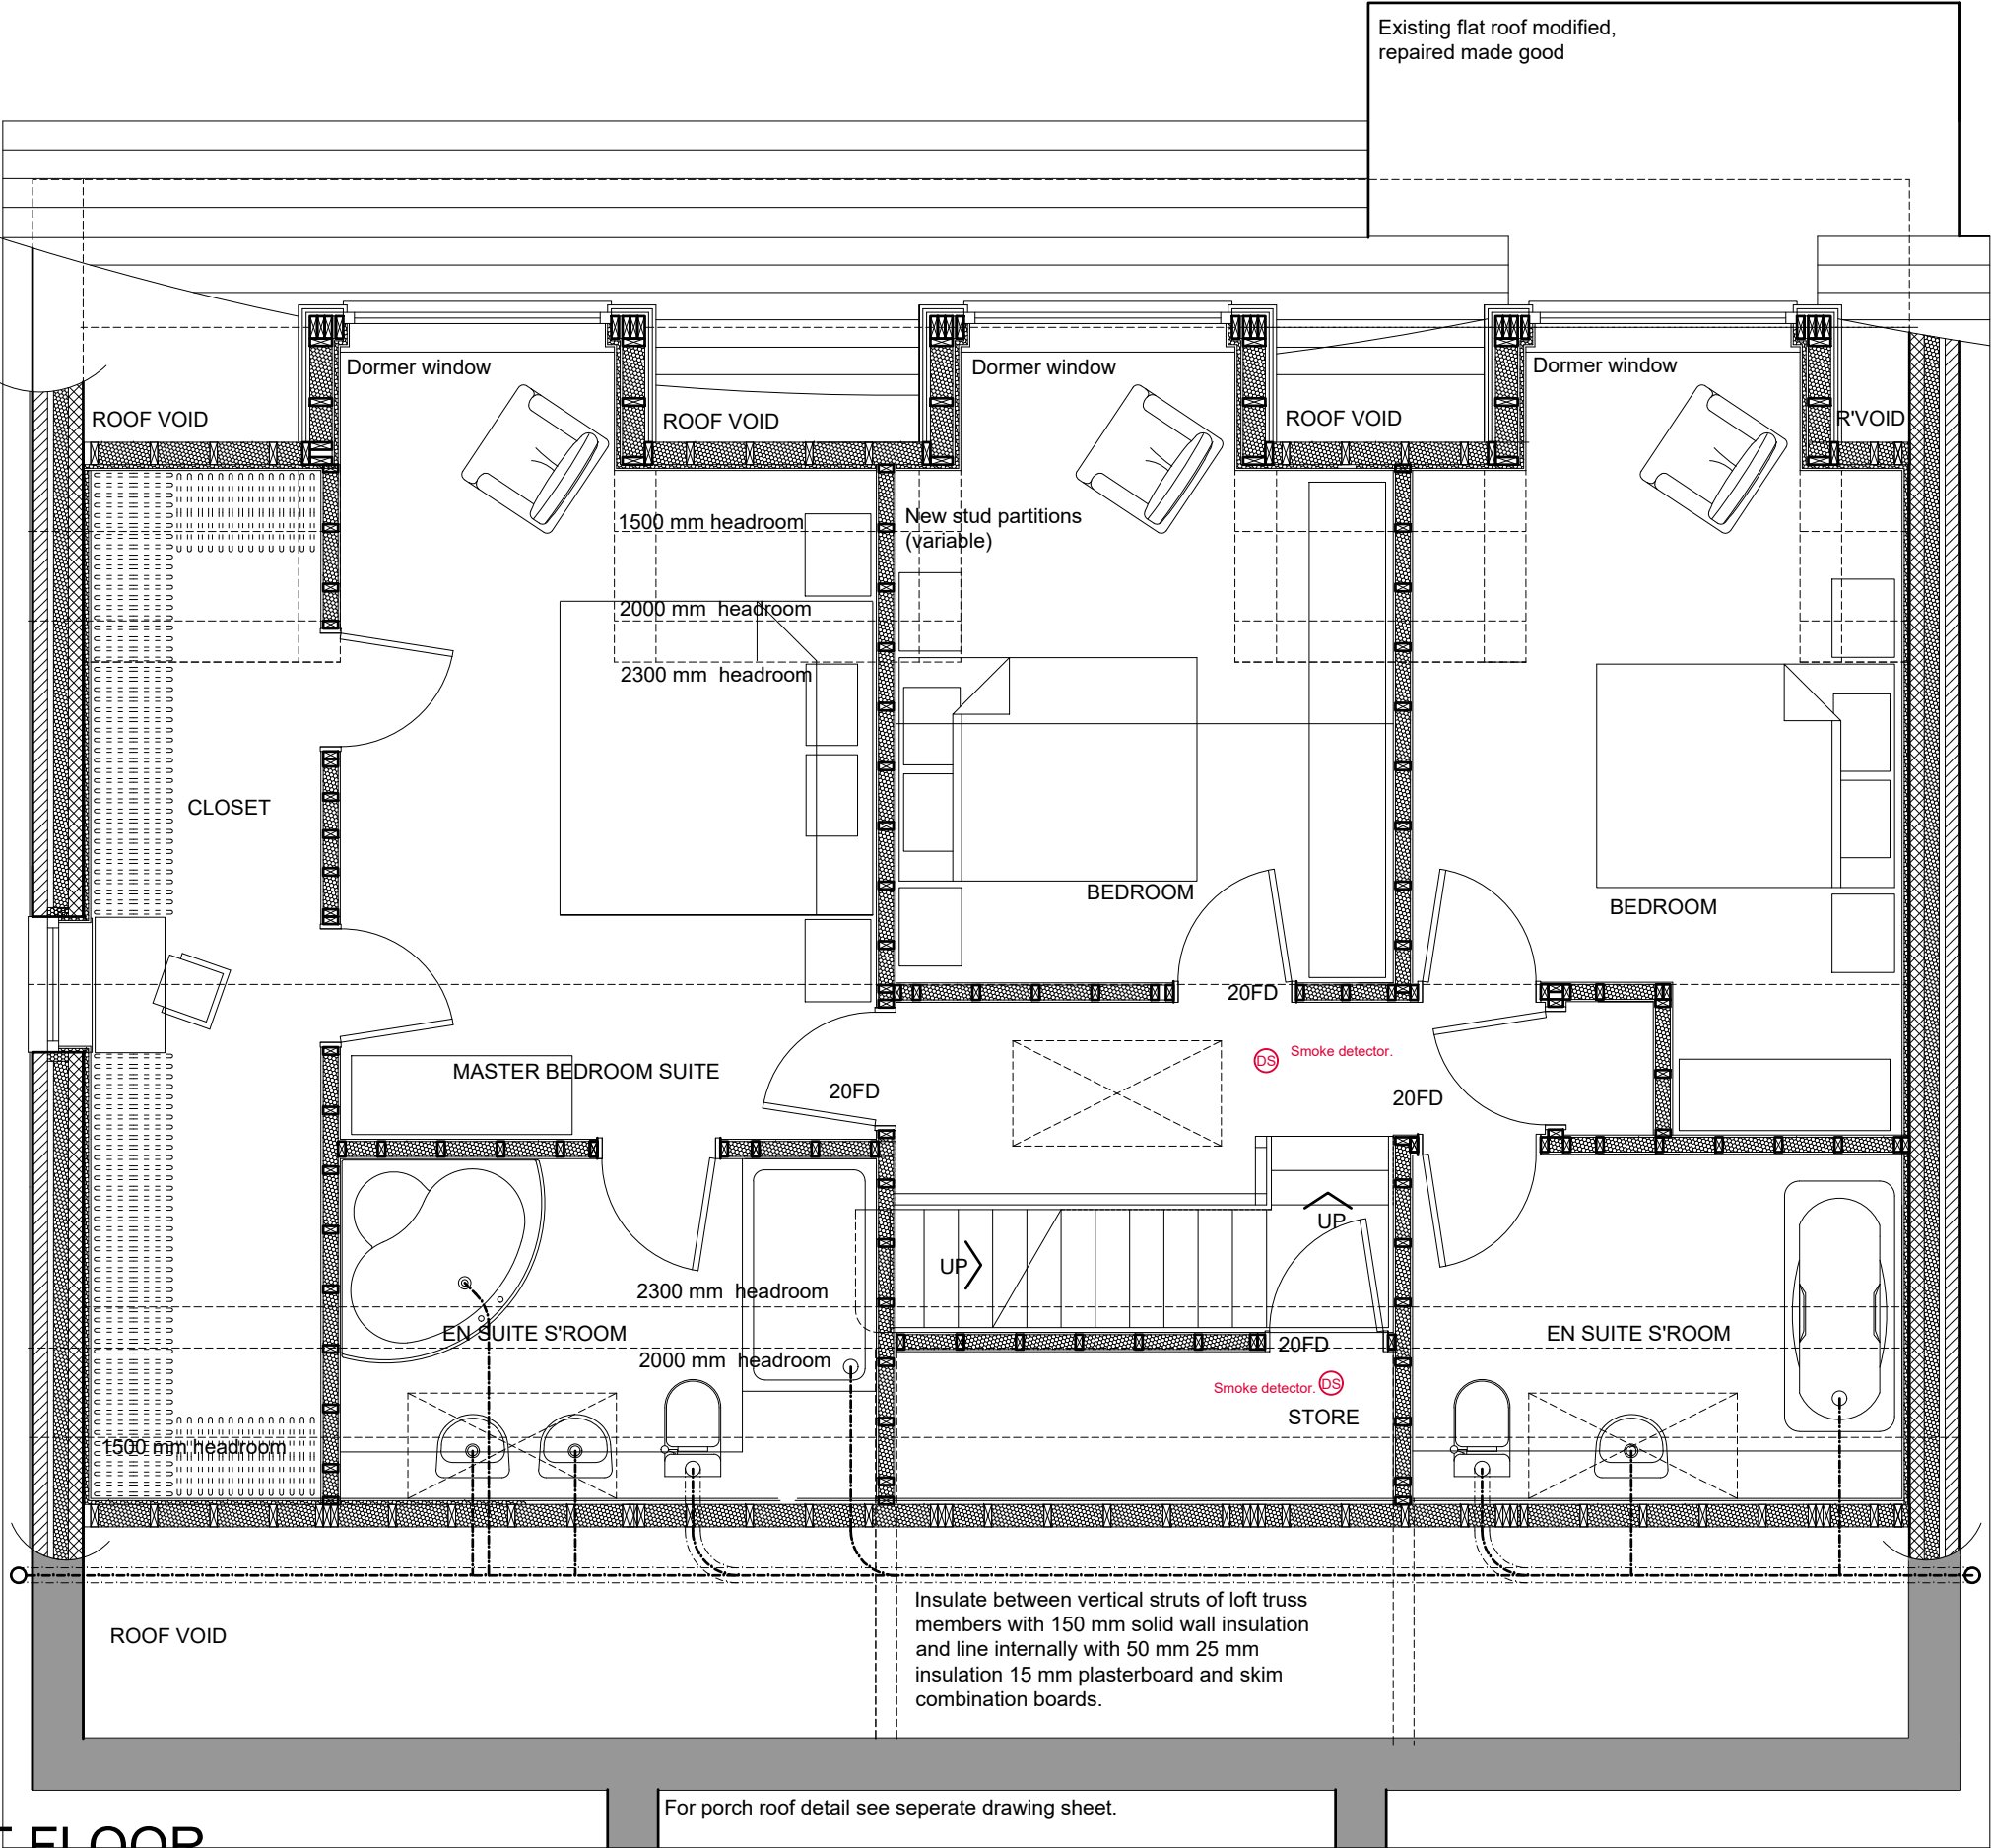 Existing flat roof modified,
repaired made good
Dormer window
Dormer window
Dormer window
ROOF VOID
ROOF VOID
ROOF VOID
R'VOID
1500 mm headroom
New stud partitions
(variable)
2000 mm  headroom
2300 mm  headroom
CLOSET
BEDROOM
BEDROOM
20FD
Smoke detector.
DS
MASTER BEDROOM SUITE
20FD
20FD
UP
UP
2300 mm  headroom
EN SUITE S'ROOM
EN SUITE S'ROOM
20FD
2000 mm  headroom
Smoke detector.
DS
STORE
1500 mm headroom
Insulate between vertical struts of loft truss
members with 150 mm solid wall insulation
and line internally with 50 mm 25 mm
insulation 15 mm plasterboard and skim
combination boards.
ROOF VOID
For porch roof detail see seperate drawing sheet.
FLOOR